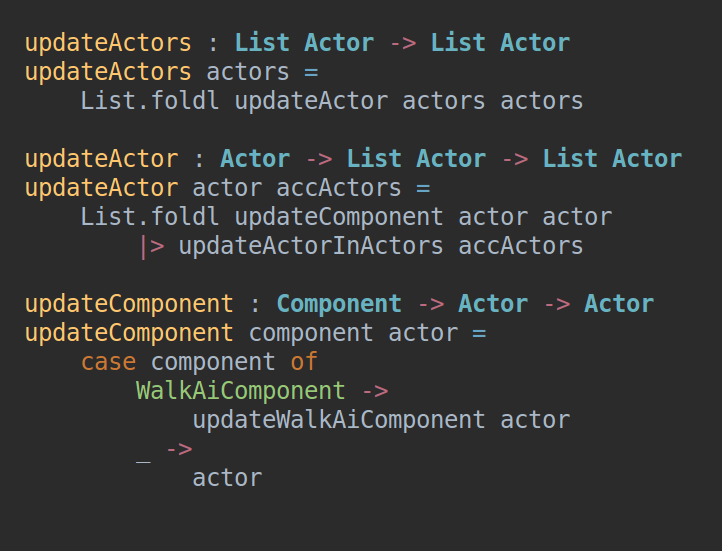 updateActors : List Actor -> List Actor
updateActors actors =
    List.foldl updateActor actors actors

updateActor : Actor -> List Actor -> List Actor
updateActor actor accActors =
    List.foldl updateComponent actor actor
        |> updateActorInActors accActors

updateComponent : Component -> Actor -> Actor
updateComponent component actor =
    case component of
        WalkAiComponent ->
            updateWalkAiComponent actor
        _ ->
            actor